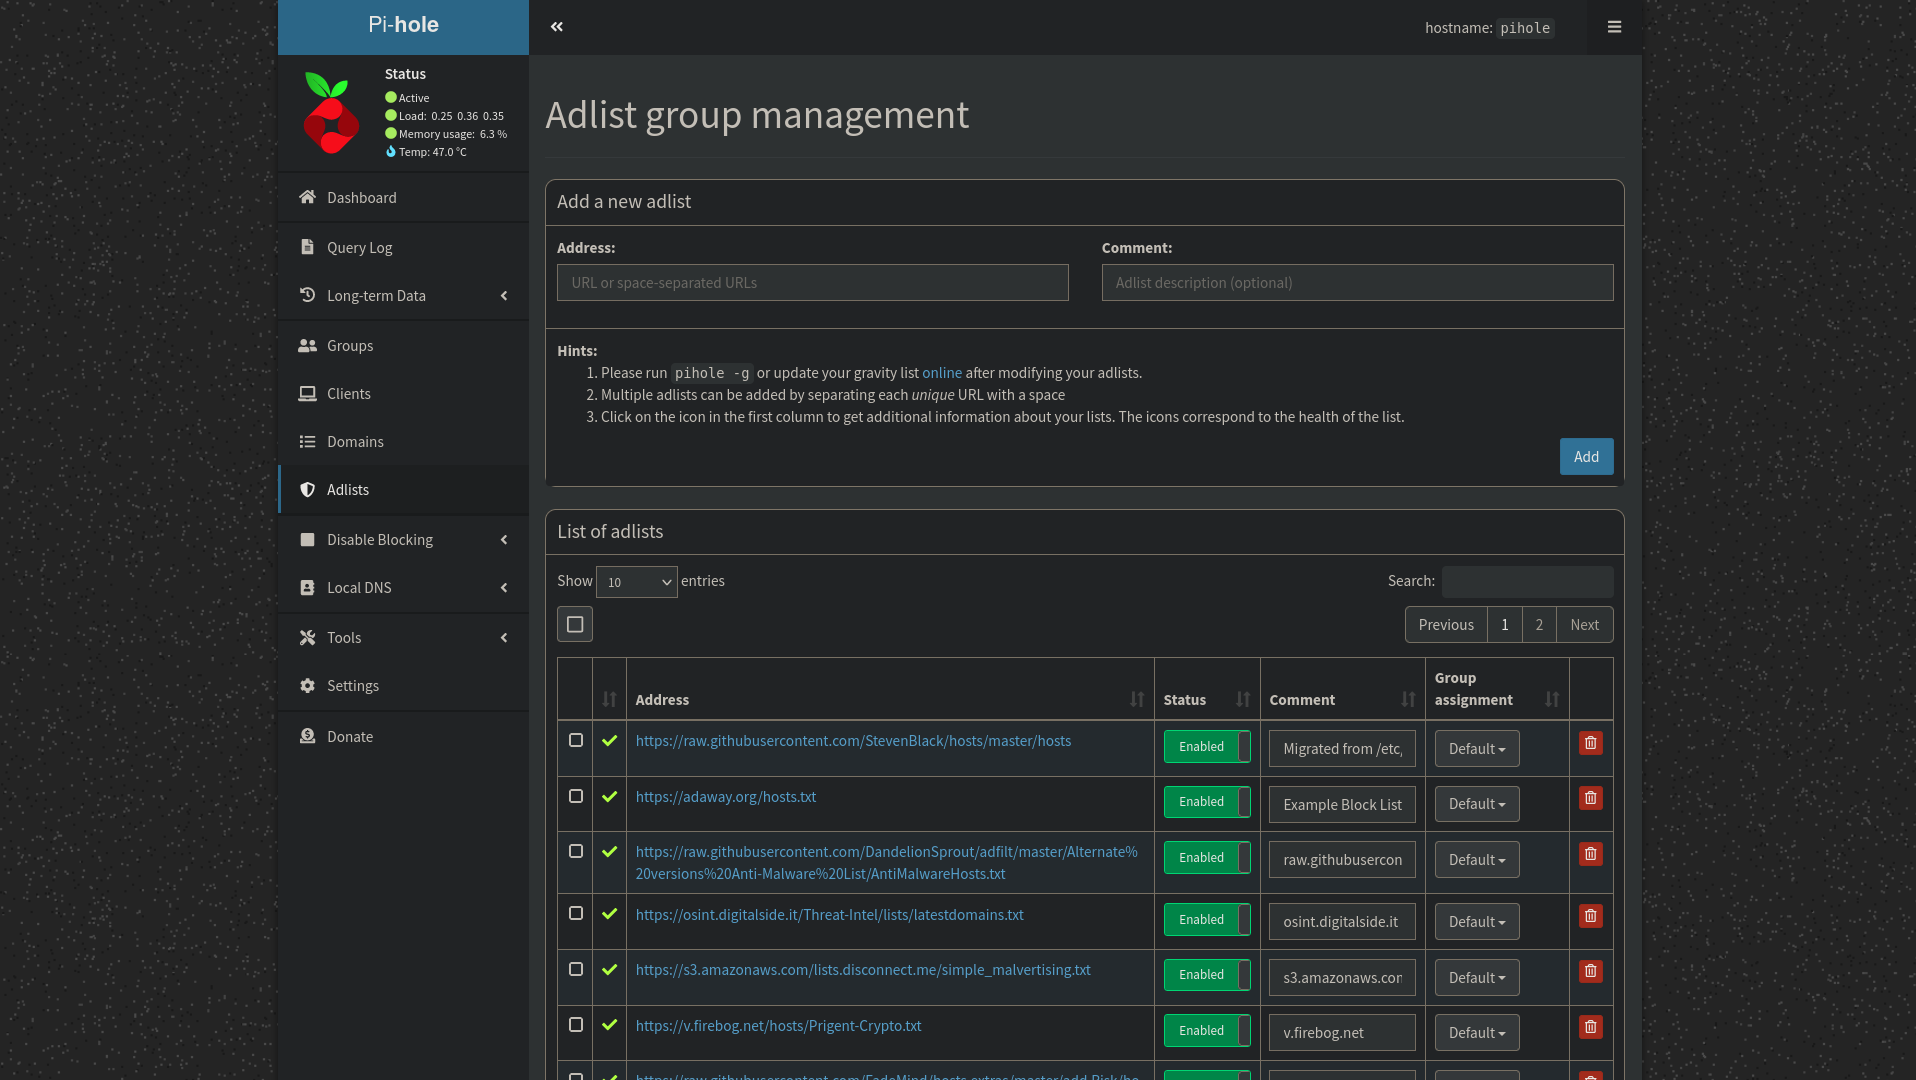 Pi-hole
hostname: pihole
Status
Active
Load: 0.25 0.36 0.35
Memory usage: 6.3 %
Temp: 47.0 °C
Dashboard
Query Log
Long-term Data
Groups
Clients
Domains
Adlists
Disable Blocking
Local DNS
Tools
Settings
Donate
Adlist group management
Add a new adlist
Address:
Comment:
URL or space-separated URLs
Adlist description (optional)
Hints:
1. Please run pihole -g or update your gravity list online after modifying your adlists.
2. Multiple adlists can be added by separating each unique URL with a space
3. Click on the icon in the first column to get additional information about your lists. The icons correspond to the health of the list.
Add
List of adlists
Show 10 entries
Search:
Previous 1 2 Next
Address Status Comment Group assignment
https://raw.githubusercontent.com/StevenBlack/hosts/master/hosts Enabled Migrated from /etc, Default
https://adaway.org/hosts.txt Enabled Example Block List Default
https://raw.githubusercontent.com/DandelionSprout/adfilt/master/Alternate%
20versions%20Anti-Malware%20List/AntiMalwareHosts.txt Enabled raw.githubusercon Default
https://osint.digitalside.it/Threat-Intel/lists/latestdomains.txt Enabled osint.digitalside.it Default
https://s3.amazonaws.com/lists.disconnect.me/simple_malvertising.txt Enabled s3.amazonaws.con Default
https://v.firebog.net/hosts/Prigent-Crypto.txt Enabled v.firebog.net Default